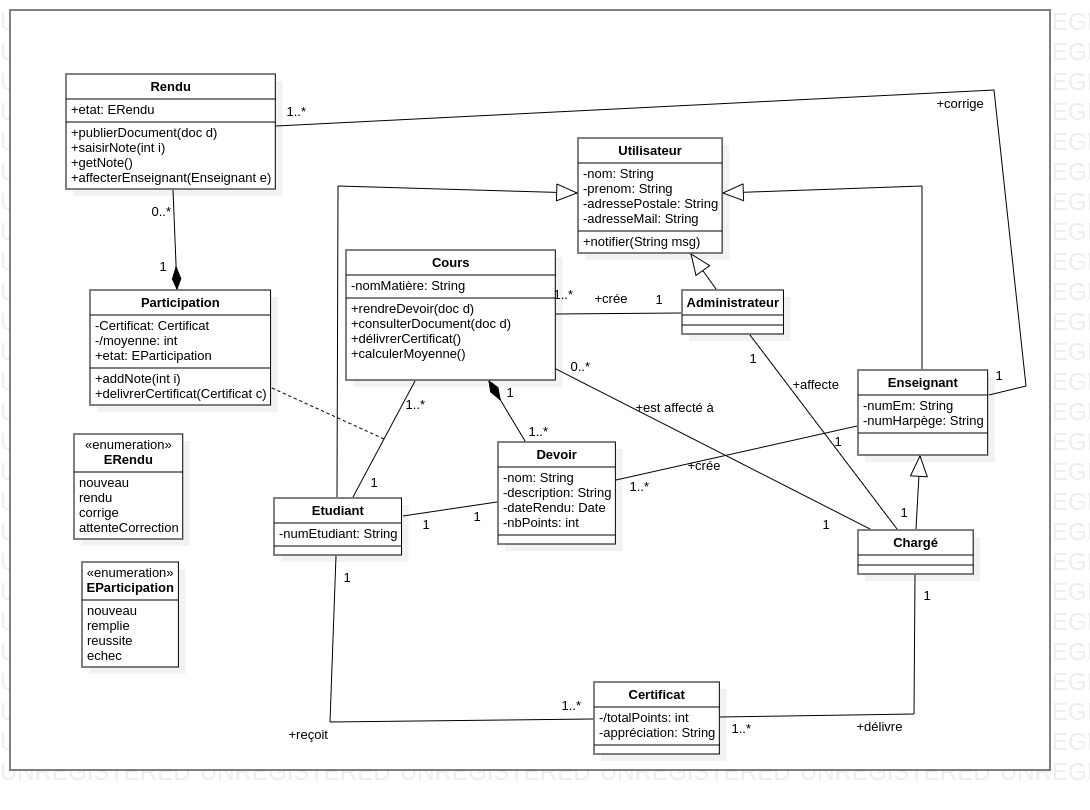 Rendu
+etat: ERendu
+publierDocument(doc d)
+saisirNote(int i)
+getNote()
+affecterEnseignant(Enseignant e)
1..*
+corrige
Utilisateur
-nom: String
-prenom: String
-adressePostale: String
-adresseMail: String
+notifier(String msg)
0..*
1
Cours
-nomMatière: String
+rendreDevoir(doc d)
+consulterDocument(doc d)
+délivrerCertificat()
+calculerMoyenne()
1..*
+crée
1
Administrateur
Participation
-Certificat: Certificat
-/moyenne: int
+etat: EParticipation
+addNote(int i)
+delivrerCertificat(Certificat c)
1
+affecte
0..*
+est affecté à
Enseignant
-numEm: String
-numHarpège: String
1
1..*
1
1..*
«enumeration»
ERendu
nouveau
rendu
corrige
attenteCorrection
Devoir
-nom: String
-description: String
-dateRendu: Date
-nbPoints: int
+crée
1..*
1
1
Etudiant
-numEtudiant: String
1
1
1
1
Chargé
«enumeration»
EParticipation
nouveau
remplie
reussite
echec
1
1
Certificat
-/totalPoints: int
-appréciation: String
1..*
+reçoit
1..*
+délivre
UNREGISTERED UNREGISTERED UNREGISTERED UNREGISTERED UNREGISTERED